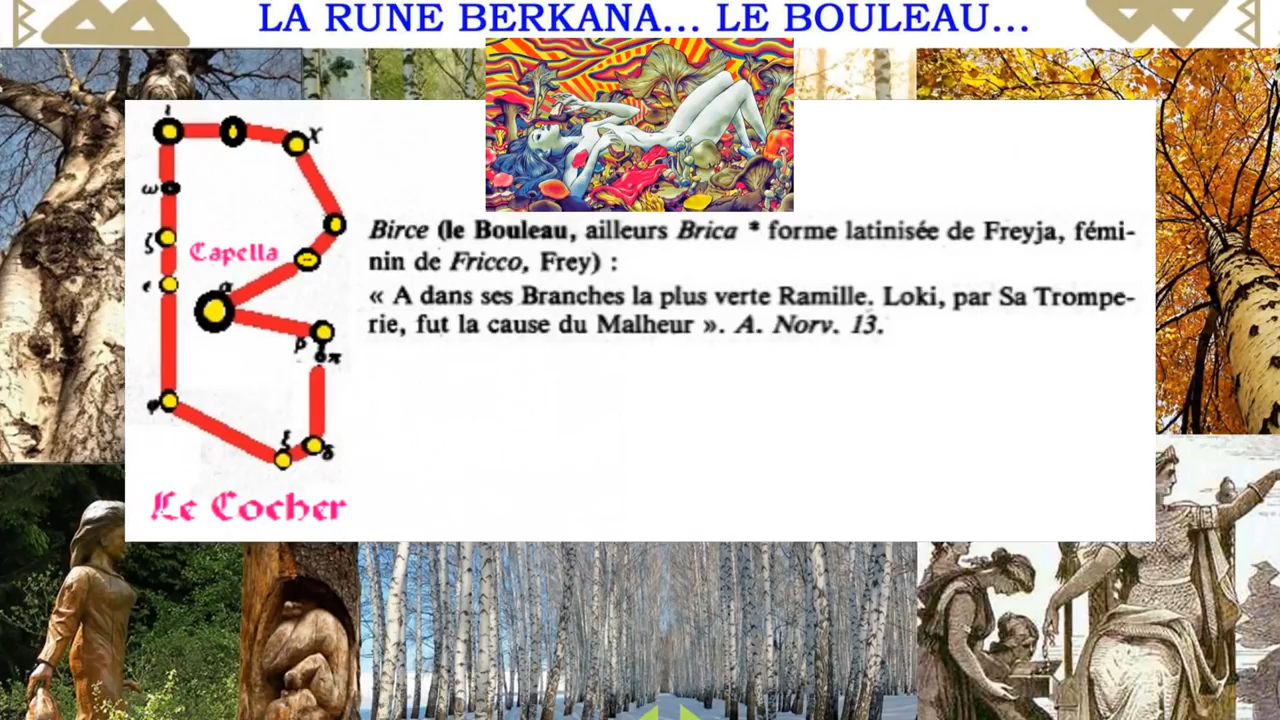 LA RUNE BERKANA... LE BOULEAU...
ι
χ
ω
ζ
Capella
ε
α
β
π
φ
ξ
δ
Le Cocher
Birce (le Bouleau, ailleurs Brica * forme latinisée de Freyja, fémi-
nin de Fricco, Frey) :
« A dans ses Branches la plus verte Ramille. Loki, par Sa Trompe-
rie, fut la cause du Malheur ». A. Norv. 13.